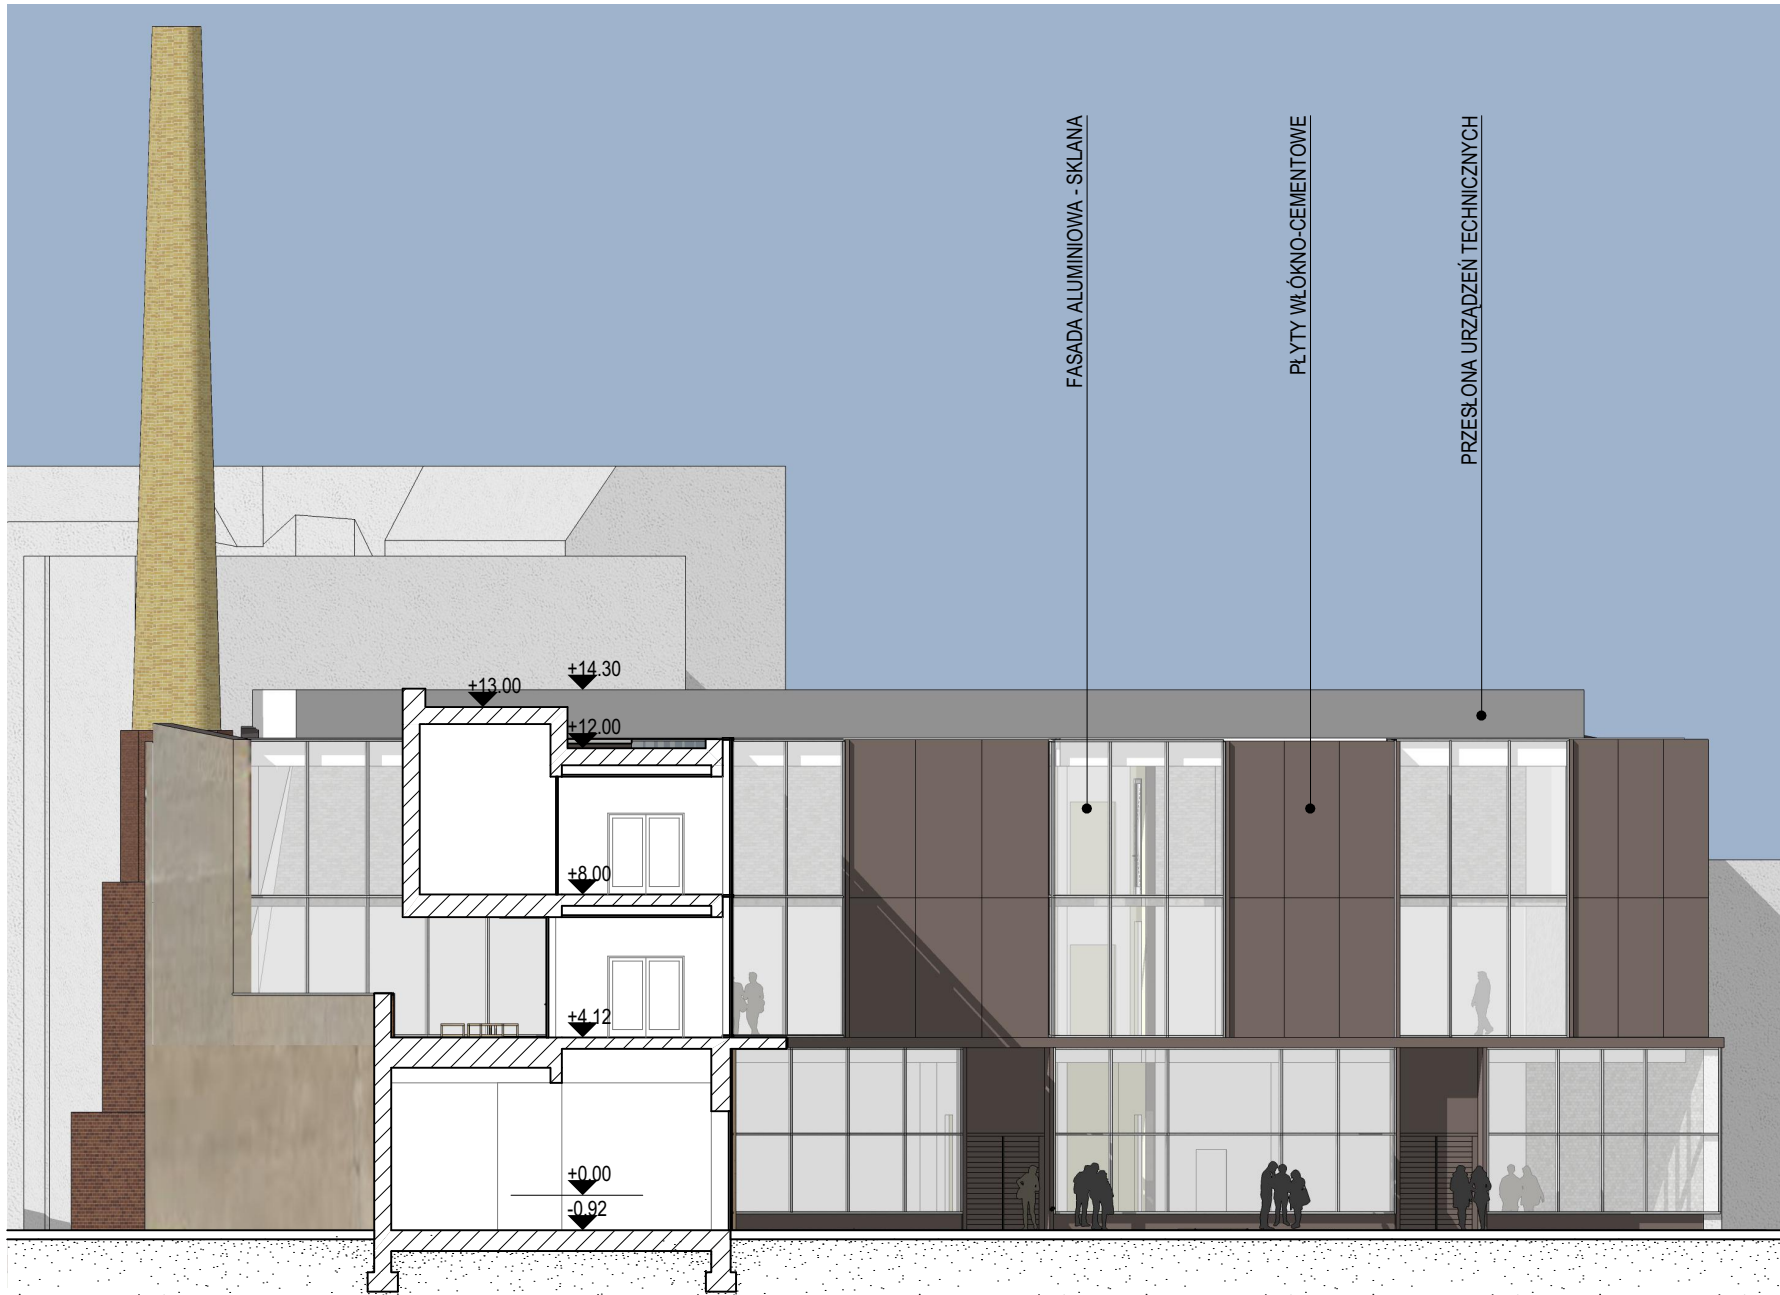 FASADA ALUMINIOWA - SKLANA
PŁYTY WŁÓKNO-CEMENTOWE
PRZESŁONA URZĄDZEŃ TECHNICZNYCH
+14.30
+13.00
+12.00
+8.00
+4.12
+0.00
-0.92